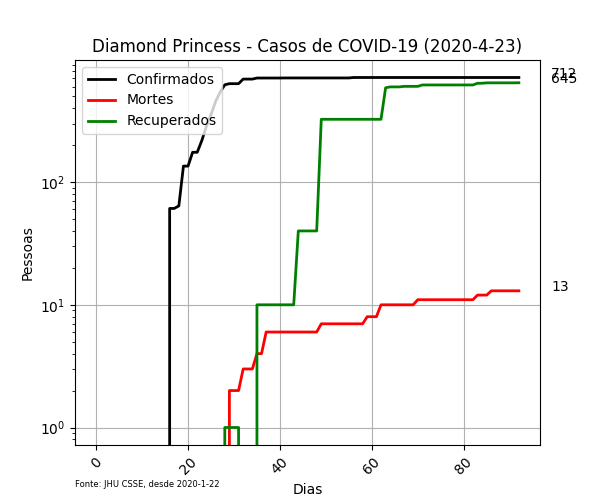 Diamond Princess - Casos de COVID-19 (2020-4-23)
Confirmados
Mortes
Recuperados
712
645
13
10²
10¹
10⁰
Pessoas
0
20
40
60
80
Dias
Fonte: JHU CSSE, desde 2020-1-22